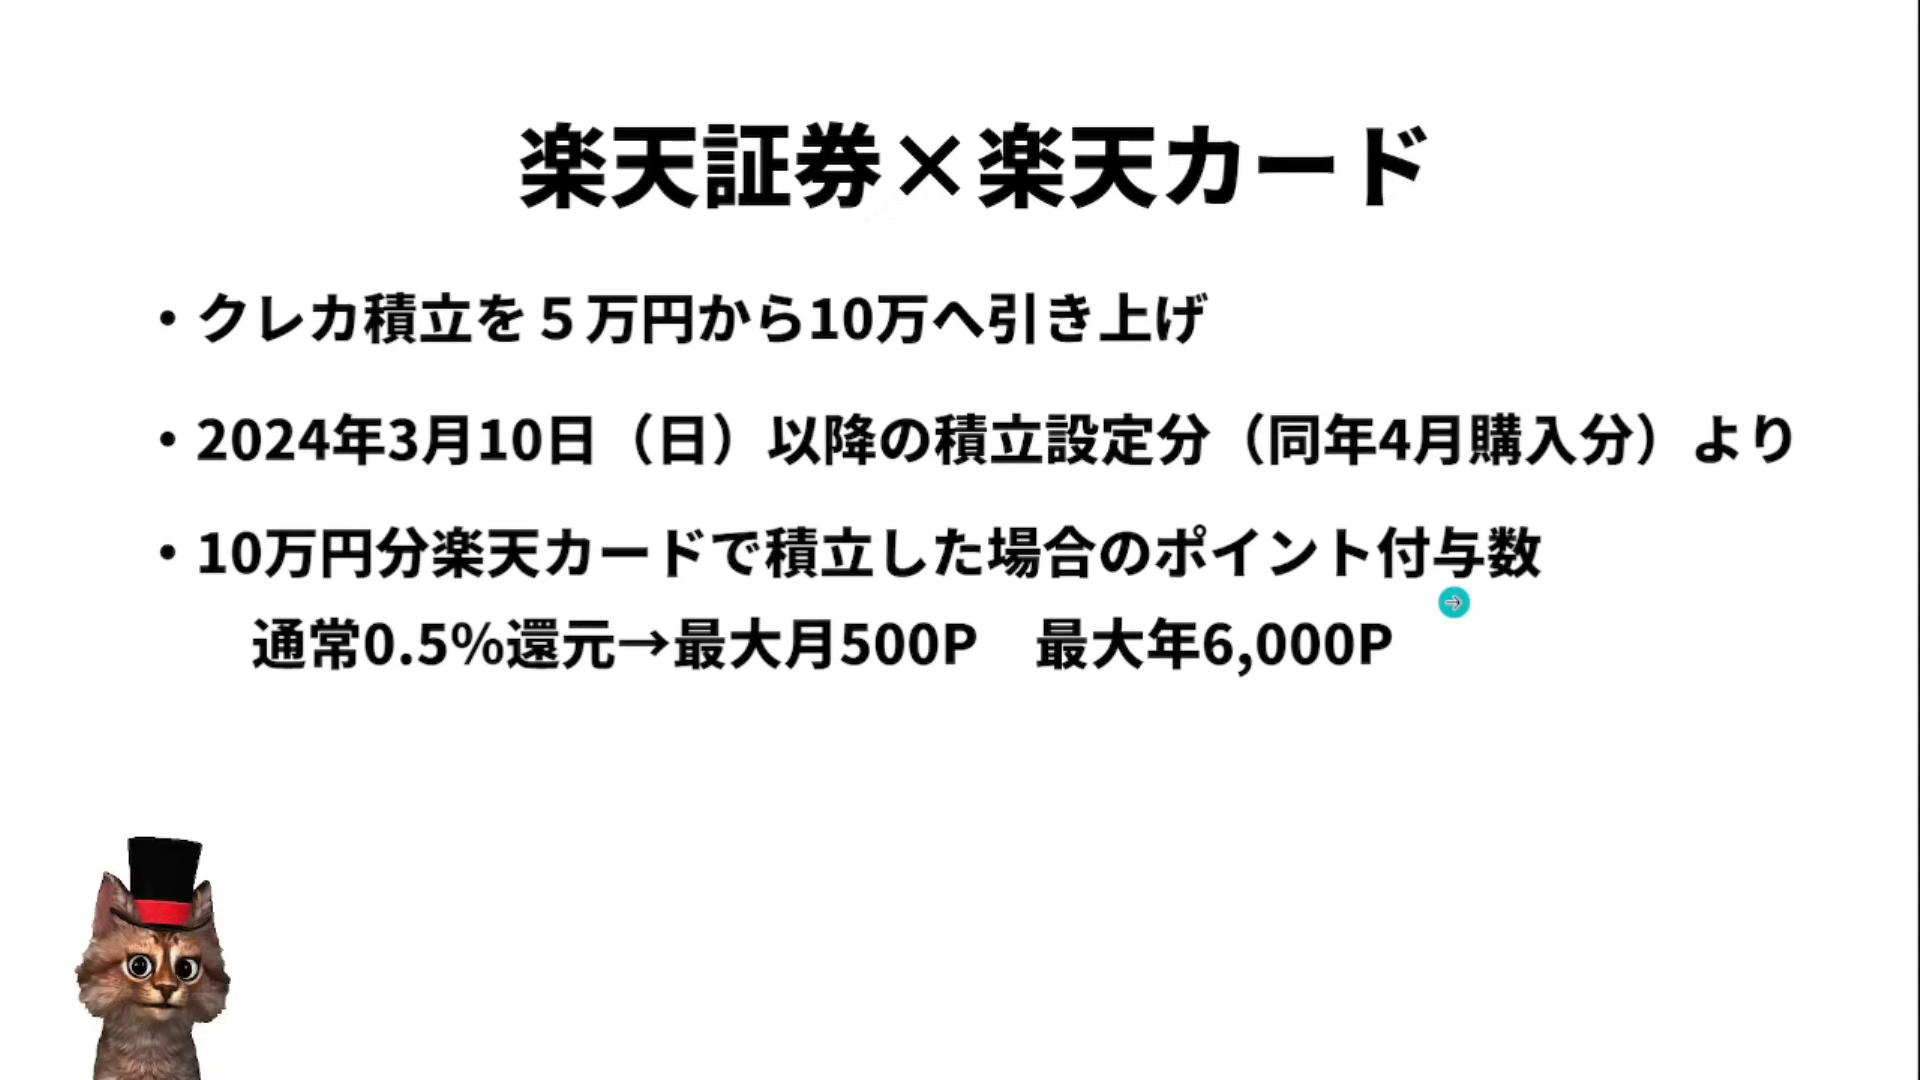 楽天証券×楽天カード
・クレカ積立を５万円から10万へ引き上げ
・2024年3月10日（日）以降の積立設定分（同年4月購入分）より
・10万円分楽天カードで積立した場合のポイント付与数
通常0.5%還元→最大月500P　最大年6,000P